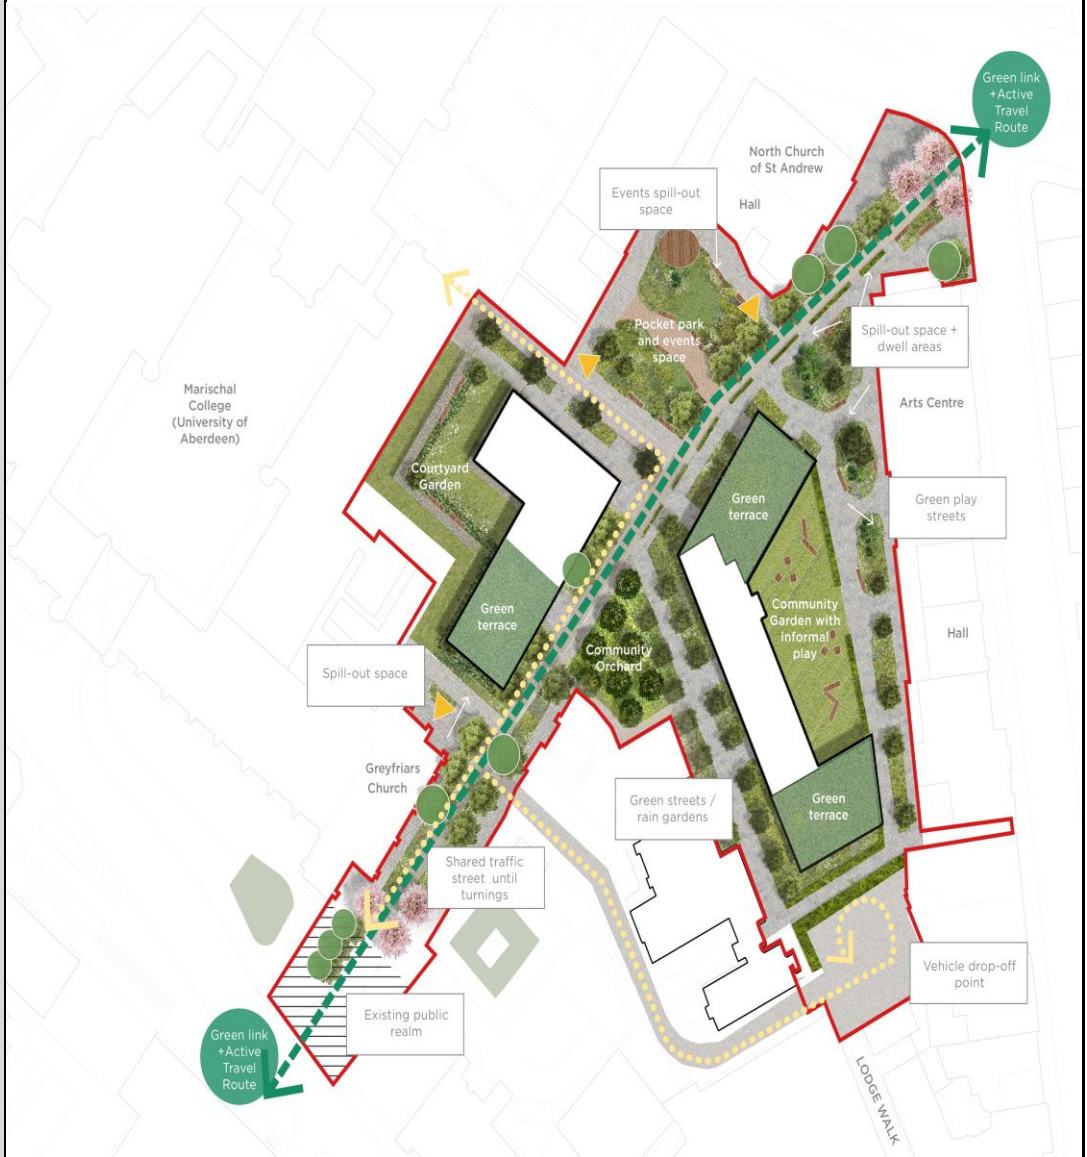 Green link
+Active
Travel
Route
North Church
of St Andrew
Hall
Events spill-out
space
Pocket park
and events
space
Spill-out space +
dwell areas
Marischal
College
(University of
Aberdeen)
Arts Centre
Courtyard
Garden
Green
terrace
Green play
streets
Green
terrace
Community
Garden with
informal
play
Hall
Community
Orchard
Spill-out space
Greyfriars
Church
Green streets /
rain gardens
Green
terrace
Shared traffic
street until
turnings
Vehicle drop-off
point
Existing public
realm
Green link
+Active
Travel
Route
LODGE WALK